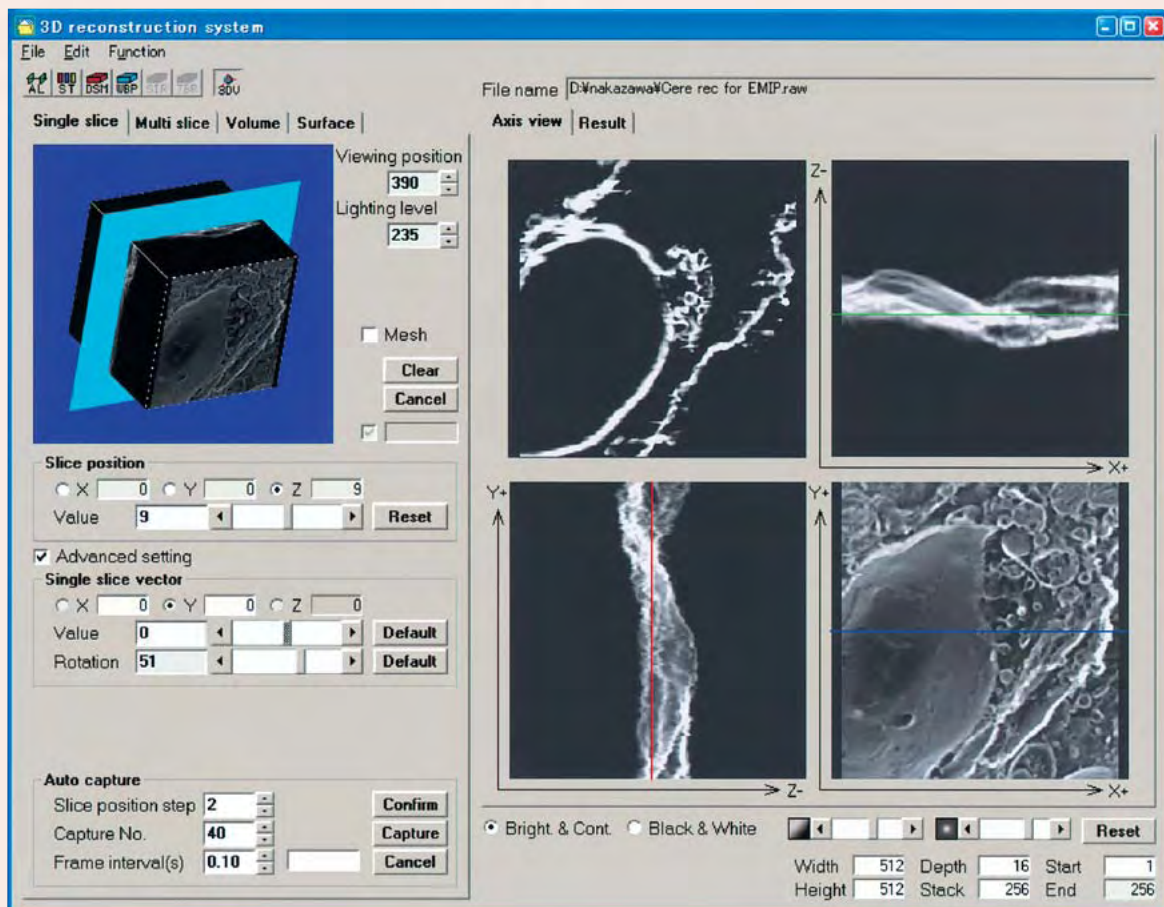 3D reconstruction system
File Edit Function
AL ST DSM WBP SIR TBR 3DV
File name D:¥nakazawa¥Cere rec for EMIP.raw
Single slice Multi slice Volume Surface
Axis view Result
Viewing position
390
Lighting level
235
Mesh
Clear
Cancel
Slice position
X 0 Y 0 Z 9
Value 9 Reset
Advanced setting
Single slice vector
X 0 Y 0 Z 0
Value 0 Default
Rotation 51 Default
Auto capture
Slice position step 2 Confirm
Capture No. 40 Capture
Frame interval(s) 0.10 Cancel
Z-
X+
Y+
Z-
Y+
X+
Bright. & Cont. Black & White Reset
Width 512 Depth 16 Start 1
Height 512 Stack 256 End 256